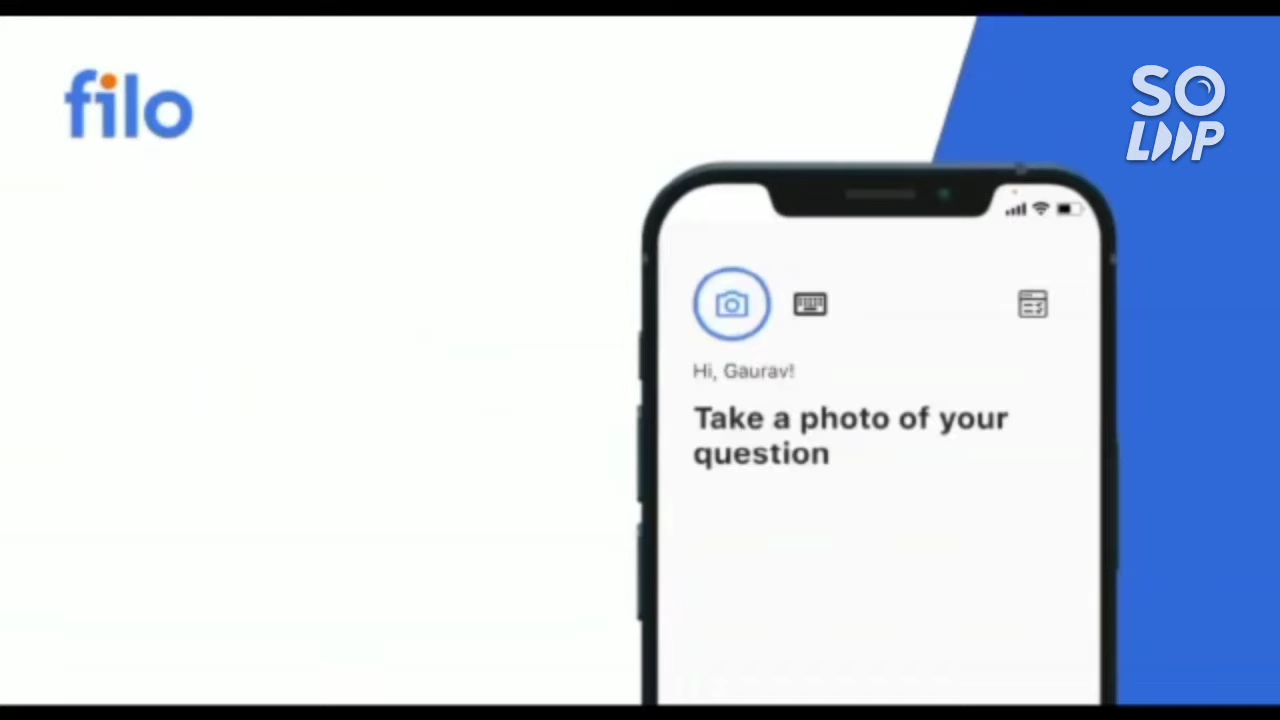 filo
SO
LOOP
Hi, Gaurav!
Take a photo of your
question